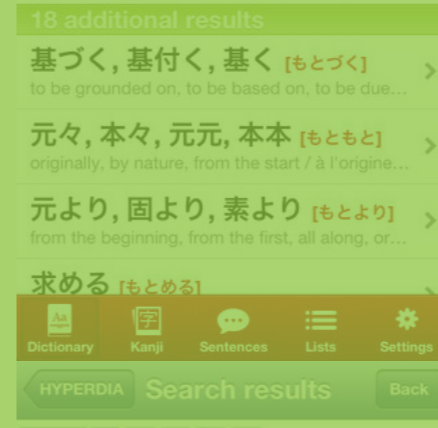 18 additional results
基づく, 基付く, 基く [もとづく]
to be grounded on, to be based on, to be due…
元々, 本々, 元元, 本本 [もともと]
originally, by nature, from the start / à l'origine…
元より, 固より, 素より [もとより]
from the beginning, from the first, all along, or…
求める [もとめる]
Dictionary Kanji Sentences Lists Settings
HYPERDIA Search results Back